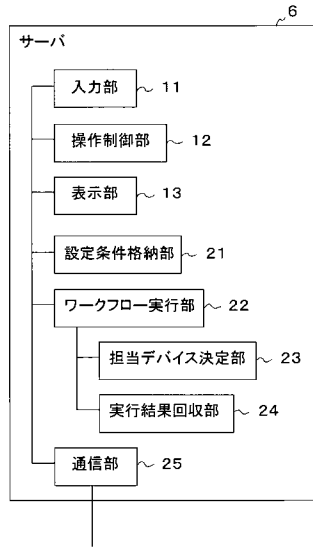 6
サーバ
入力部 11
操作制御部 12
表示部 13
設定条件格納部 21
ワークフロー実行部 22
担当デバイス決定部 23
実行結果回収部 24
通信部 25